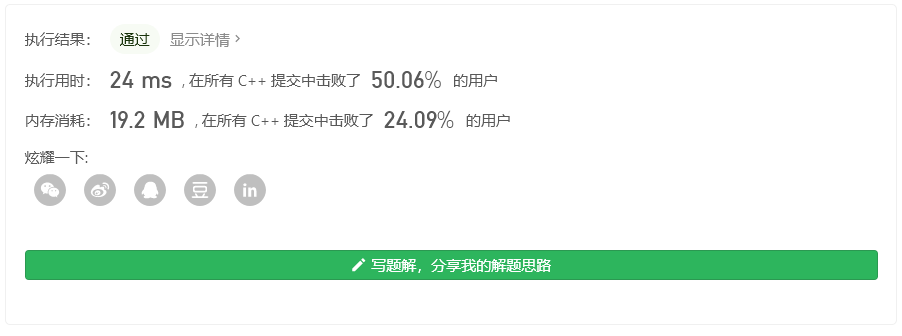 执行结果： 通过 显示详情 >
执行用时： 24 ms , 在所有 C++ 提交中击败了 50.06% 的用户
内存消耗： 19.2 MB , 在所有 C++ 提交中击败了 24.09% 的用户
炫耀一下:
豆 in
写题解，分享我的解题思路